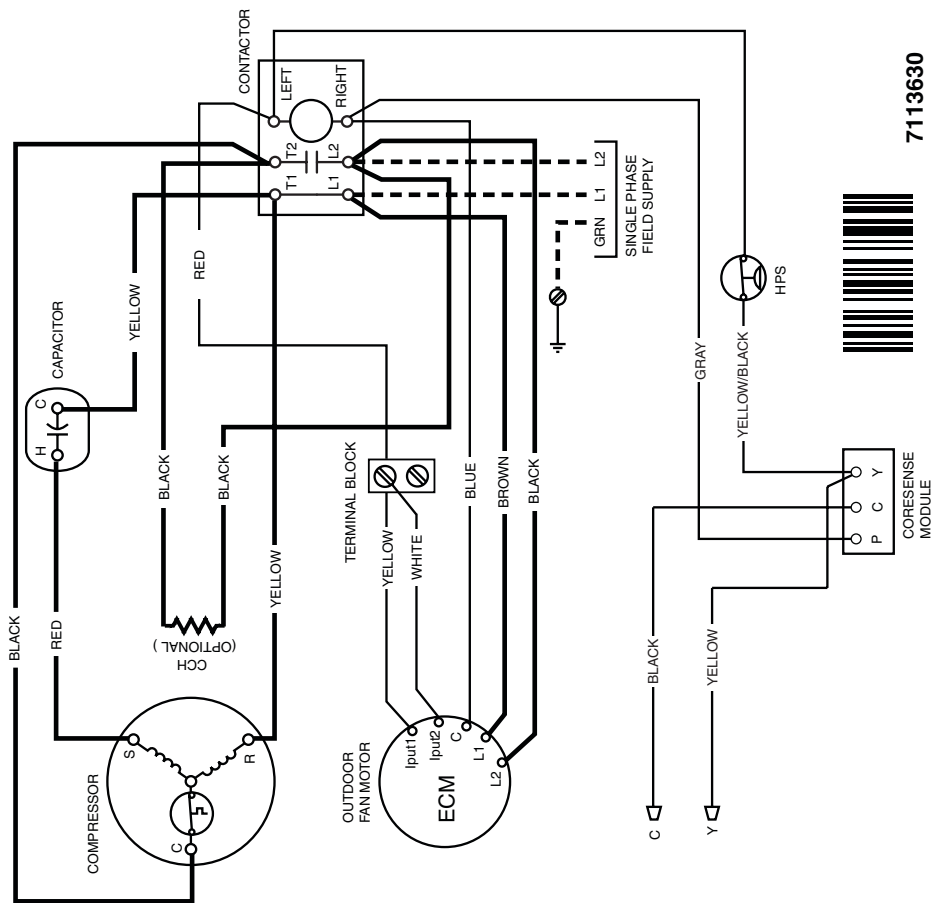 7113630
CONTACTOR
LEFT
RIGHT
T2
L2
T1
L1
L2
L1
GRN
SINGLE PHASE
FIELD SUPPLY
RED
YELLOW
CAPACITOR
C
H
HPS
GRAY
YELLOW/BLACK
BLACK
BLACK
TERMINAL BLOCK
BLUE
BROWN
BLACK
YELLOW
WHITE
Y
C
P
CORESENSE
MODULE
BLACK
RED
YELLOW
CCH
(OPTIONAL )
BLACK
YELLOW
COMPRESSOR
S
R
C
OUTDOOR
FAN MOTOR
Iput1
Iput2
C
L1
L2
ECM
C
Y